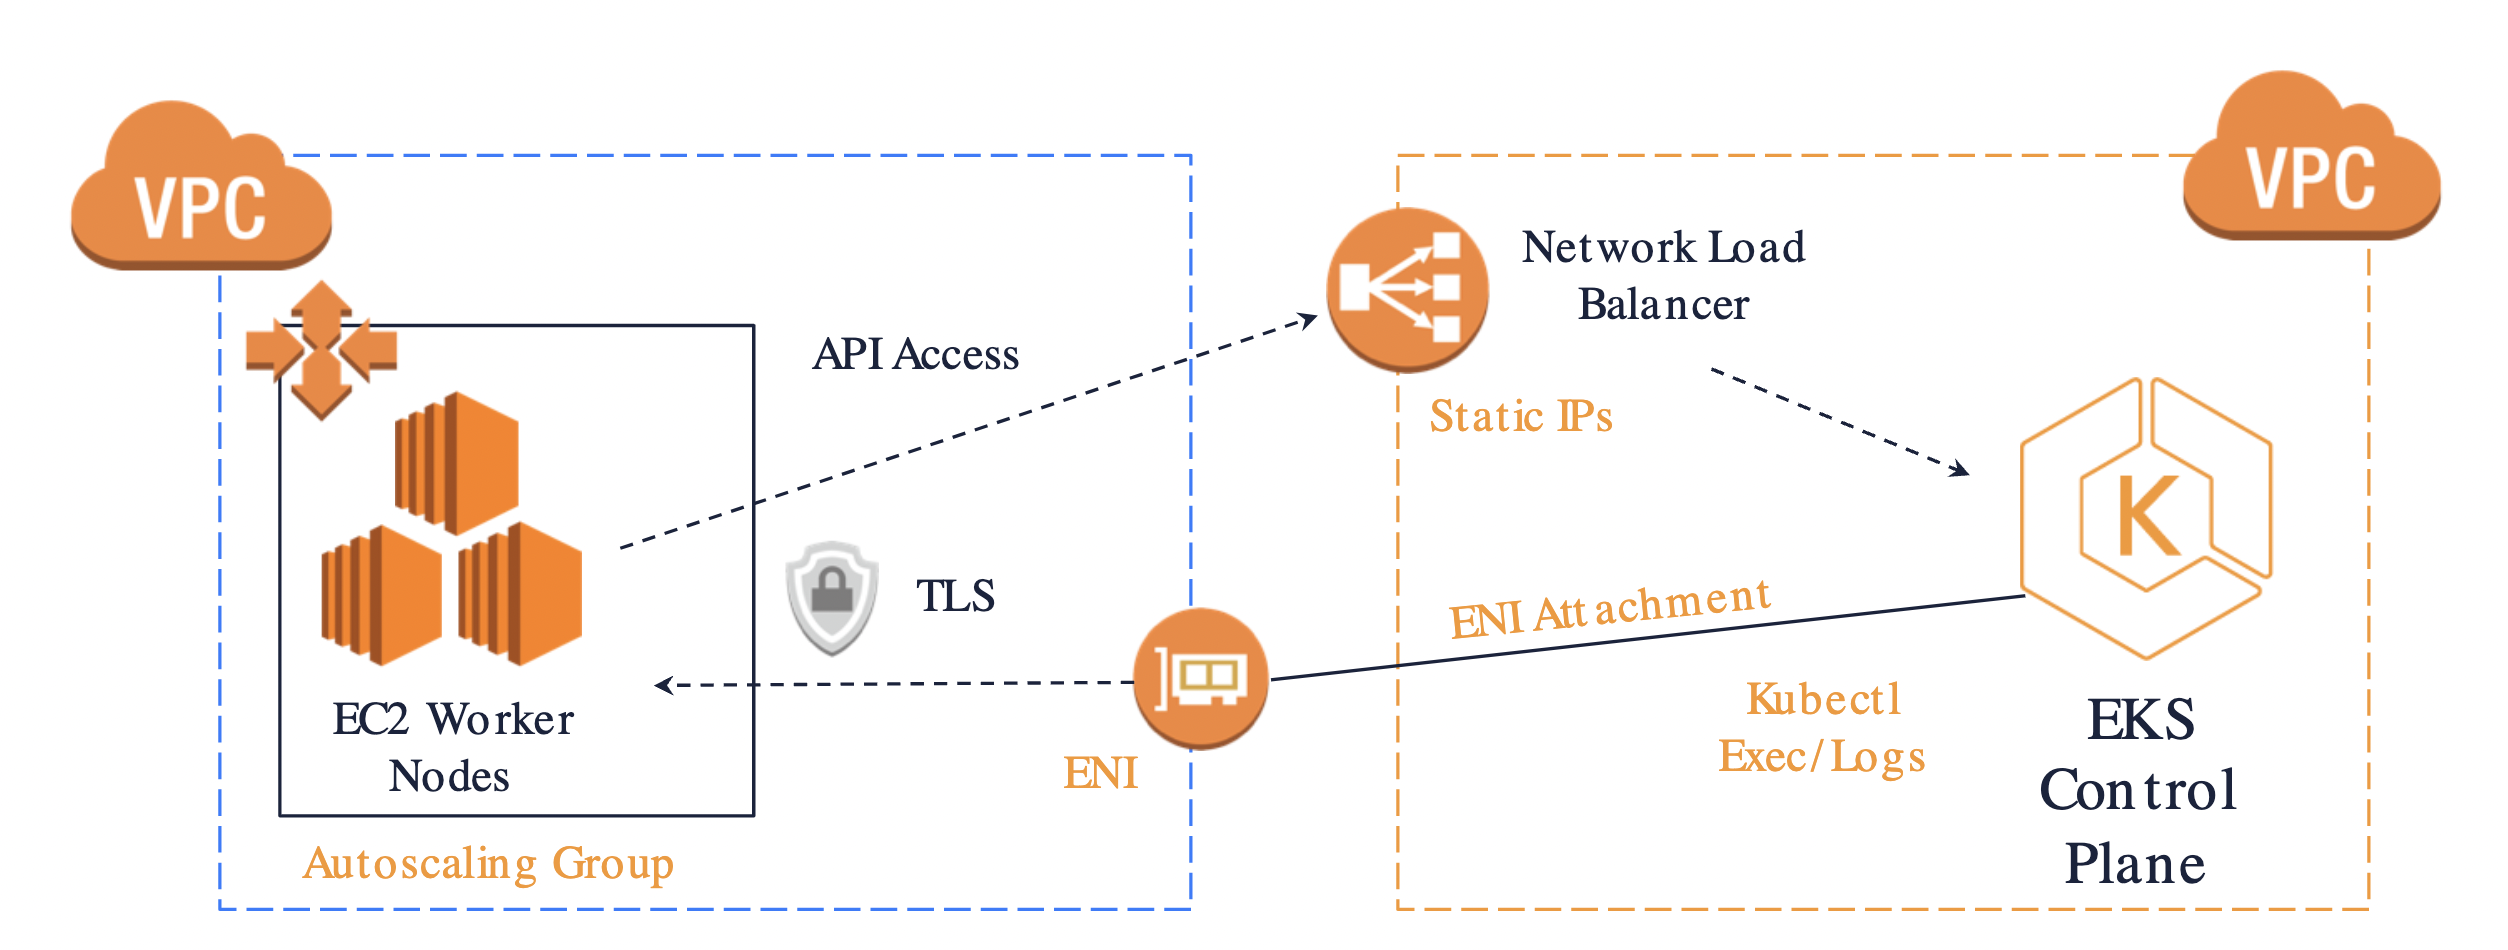 VPC
VPC
Network Load
Balancer
API Access
Static IPs
K
TLS
ENI Attachment
EC2 Worker
Nodes
ENI
Kubectl
Exec/Logs
EKS
Control
Plane
Autoscaling Group